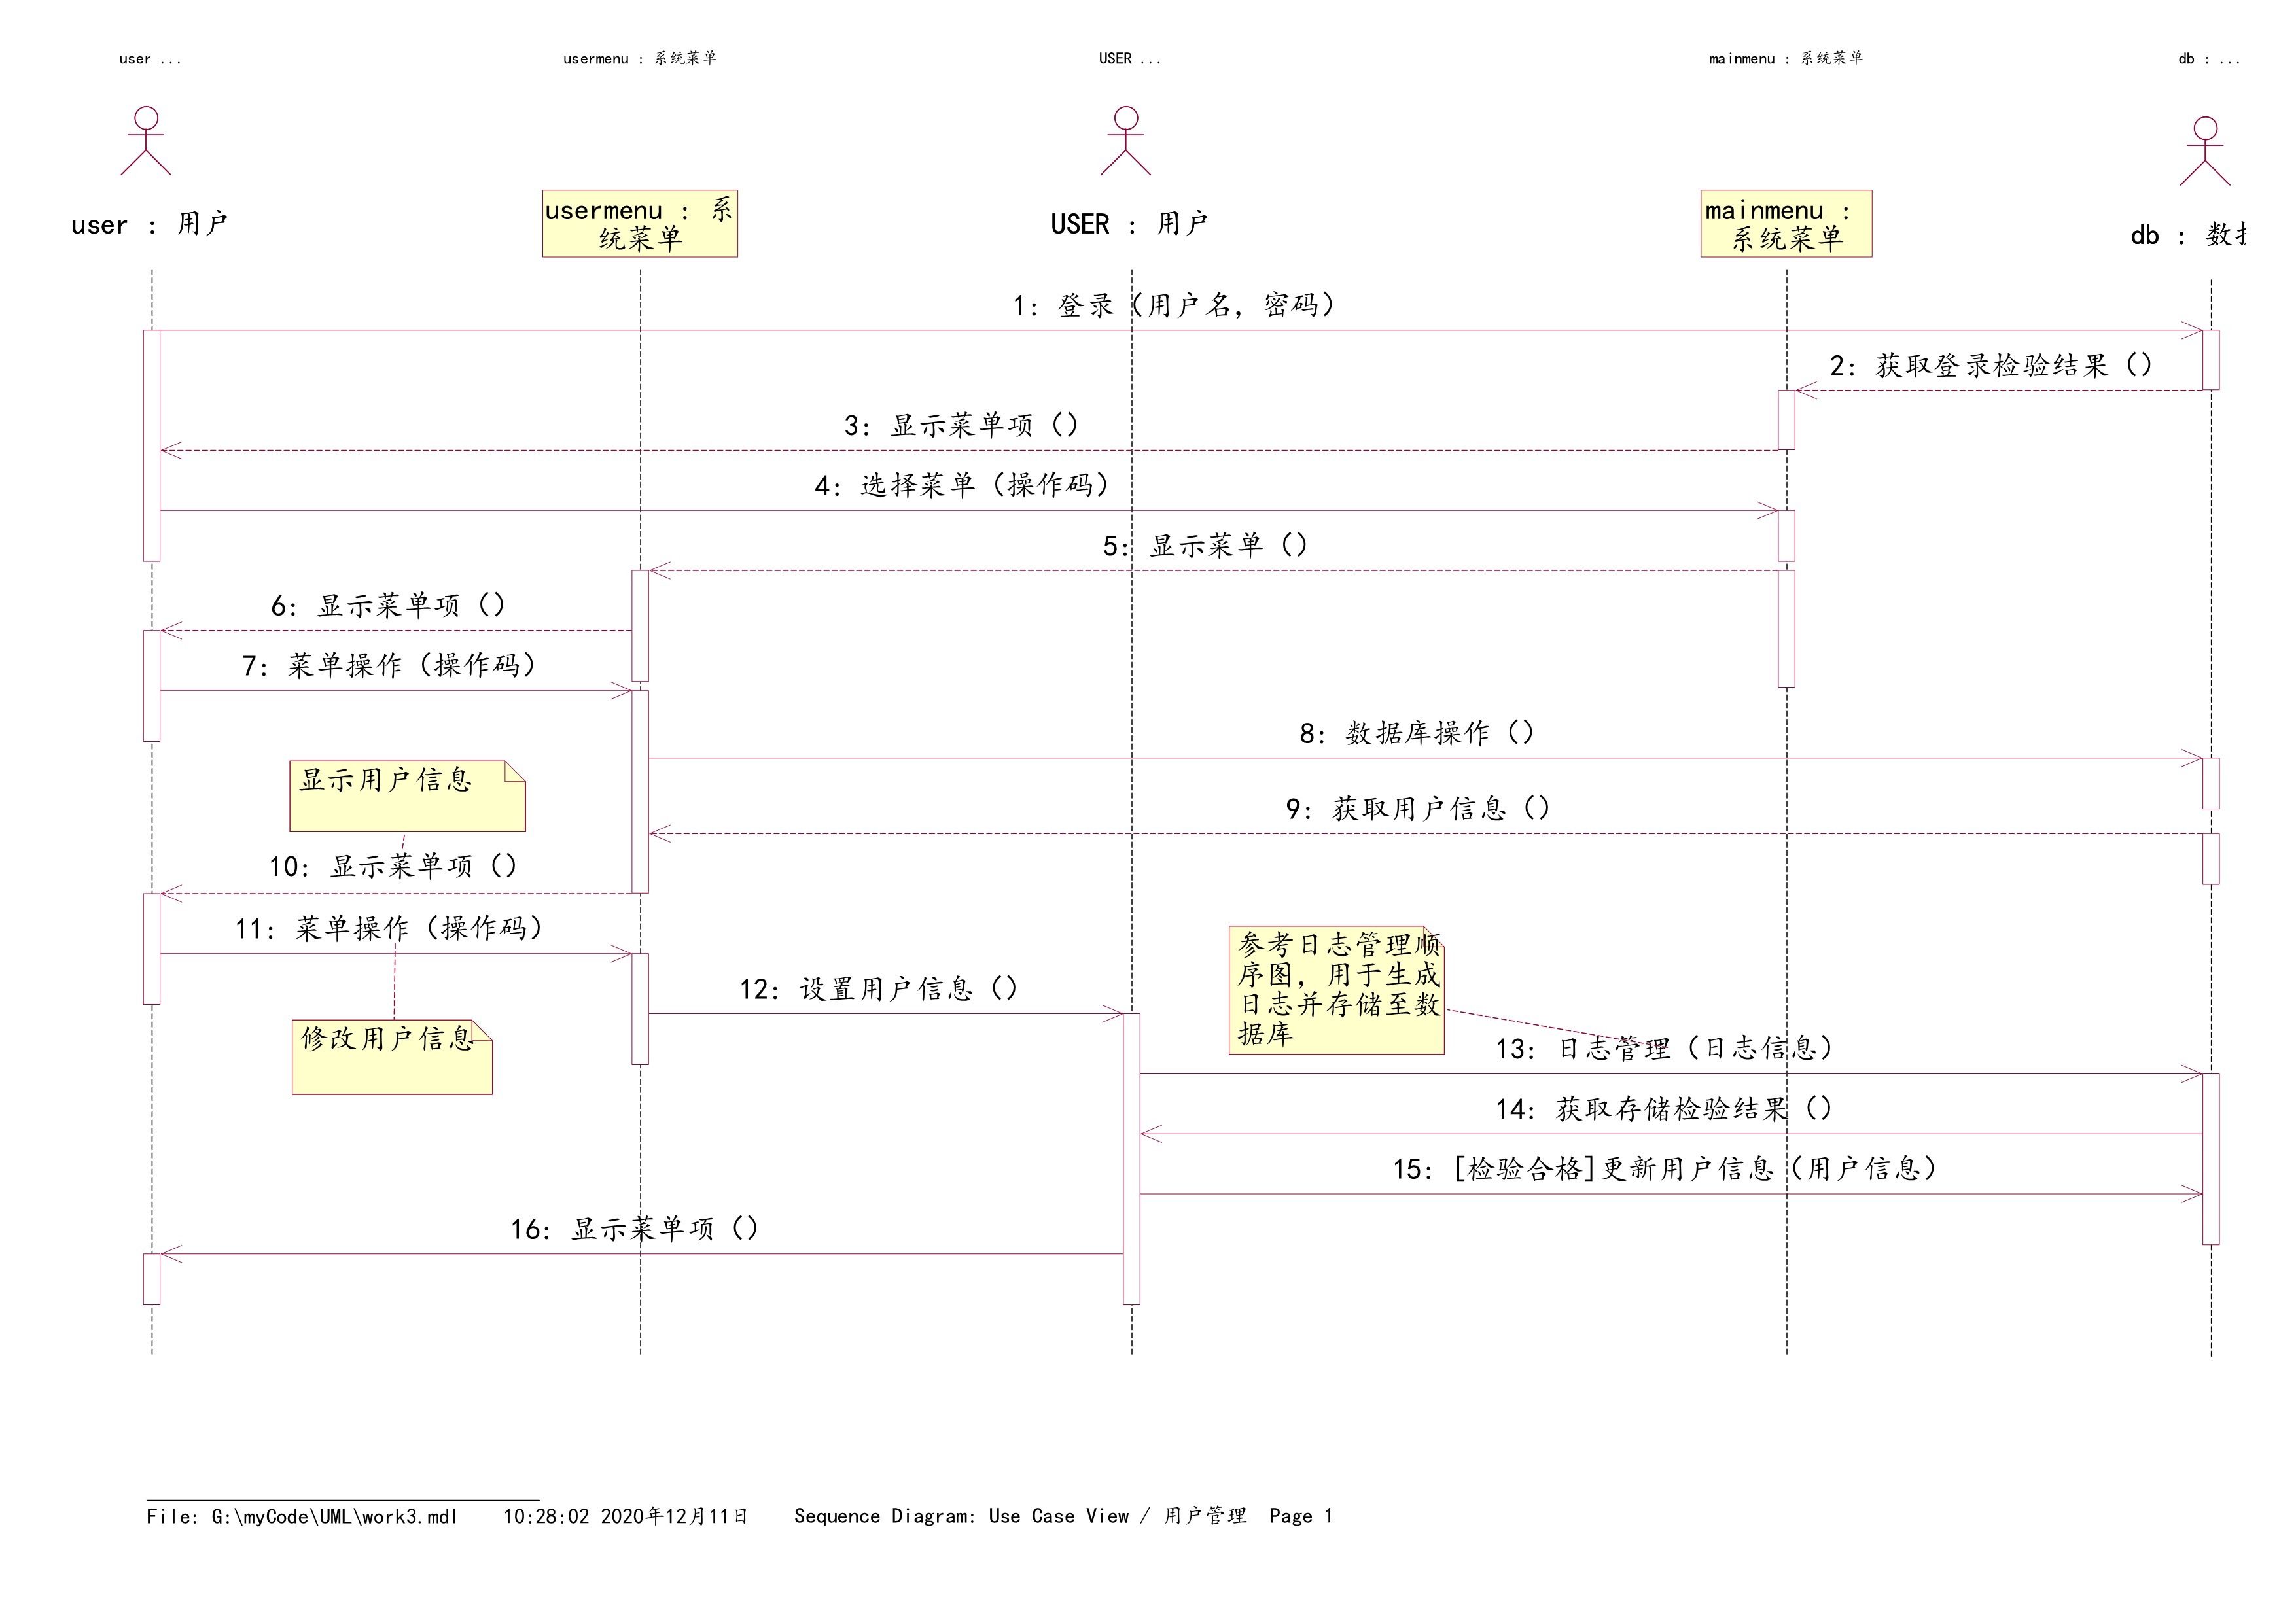 user ...
usermenu : 系统菜单
USER ...
mainmenu : 系统菜单
db : ...
user : 用户
usermenu : 系
统菜单
USER : 用户
mainmenu :
系统菜单
db : 数
1: 登录（用户名，密码）
2: 获取登录检验结果（）
3: 显示菜单项（）
4: 选择菜单（操作码）
5: 显示菜单（）
6: 显示菜单项（）
7: 菜单操作（操作码）
8: 数据库操作（）
显示用户信息
9: 获取用户信息（）
10: 显示菜单项（）
11: 菜单操作（操作码）
参考日志管理顺
序图，用于生成
日志并存储至数
据库
12: 设置用户信息（）
修改用户信息
13: 日志管理（日志信息）
14: 获取存储检验结果（）
15: [检验合格]更新用户信息（用户信息）
16: 显示菜单项（）
File: G:\myCode\UML\work3.mdl    10:28:02 2020年12月11日    Sequence Diagram: Use Case View / 用户管理  Page 1